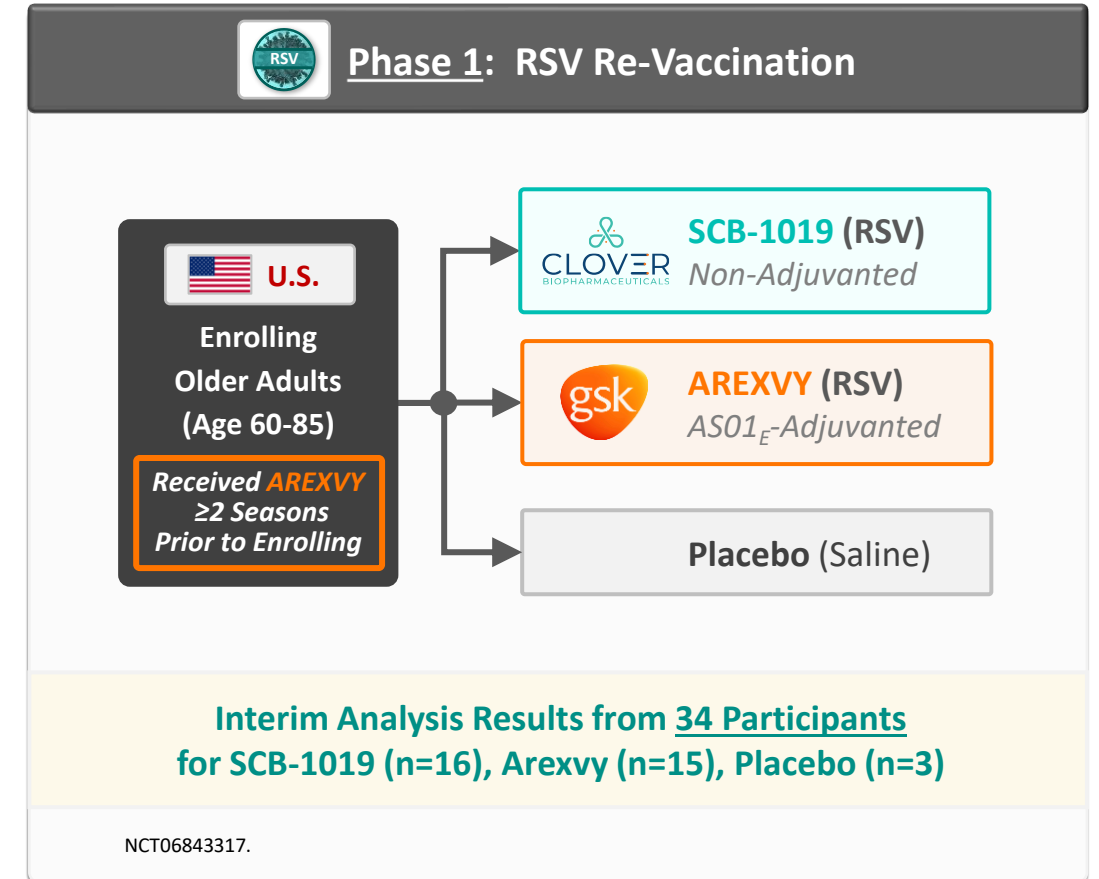 RSV
Phase 1: RSV Re-Vaccination
U.S.
Enrolling
Older Adults
(Age 60-85)
Received AREXVY
≥2 Seasons
Prior to Enrolling
CLOVER
BIOPHARMACEUTICALS
SCB-1019 (RSV)
Non-Adjuvanted
gsk
AREXVY (RSV)
AS01E-Adjuvanted
Placebo (Saline)
Interim Analysis Results from 34 Participants
for SCB-1019 (n=16), Arexvy (n=15), Placebo (n=3)
NCT06843317.